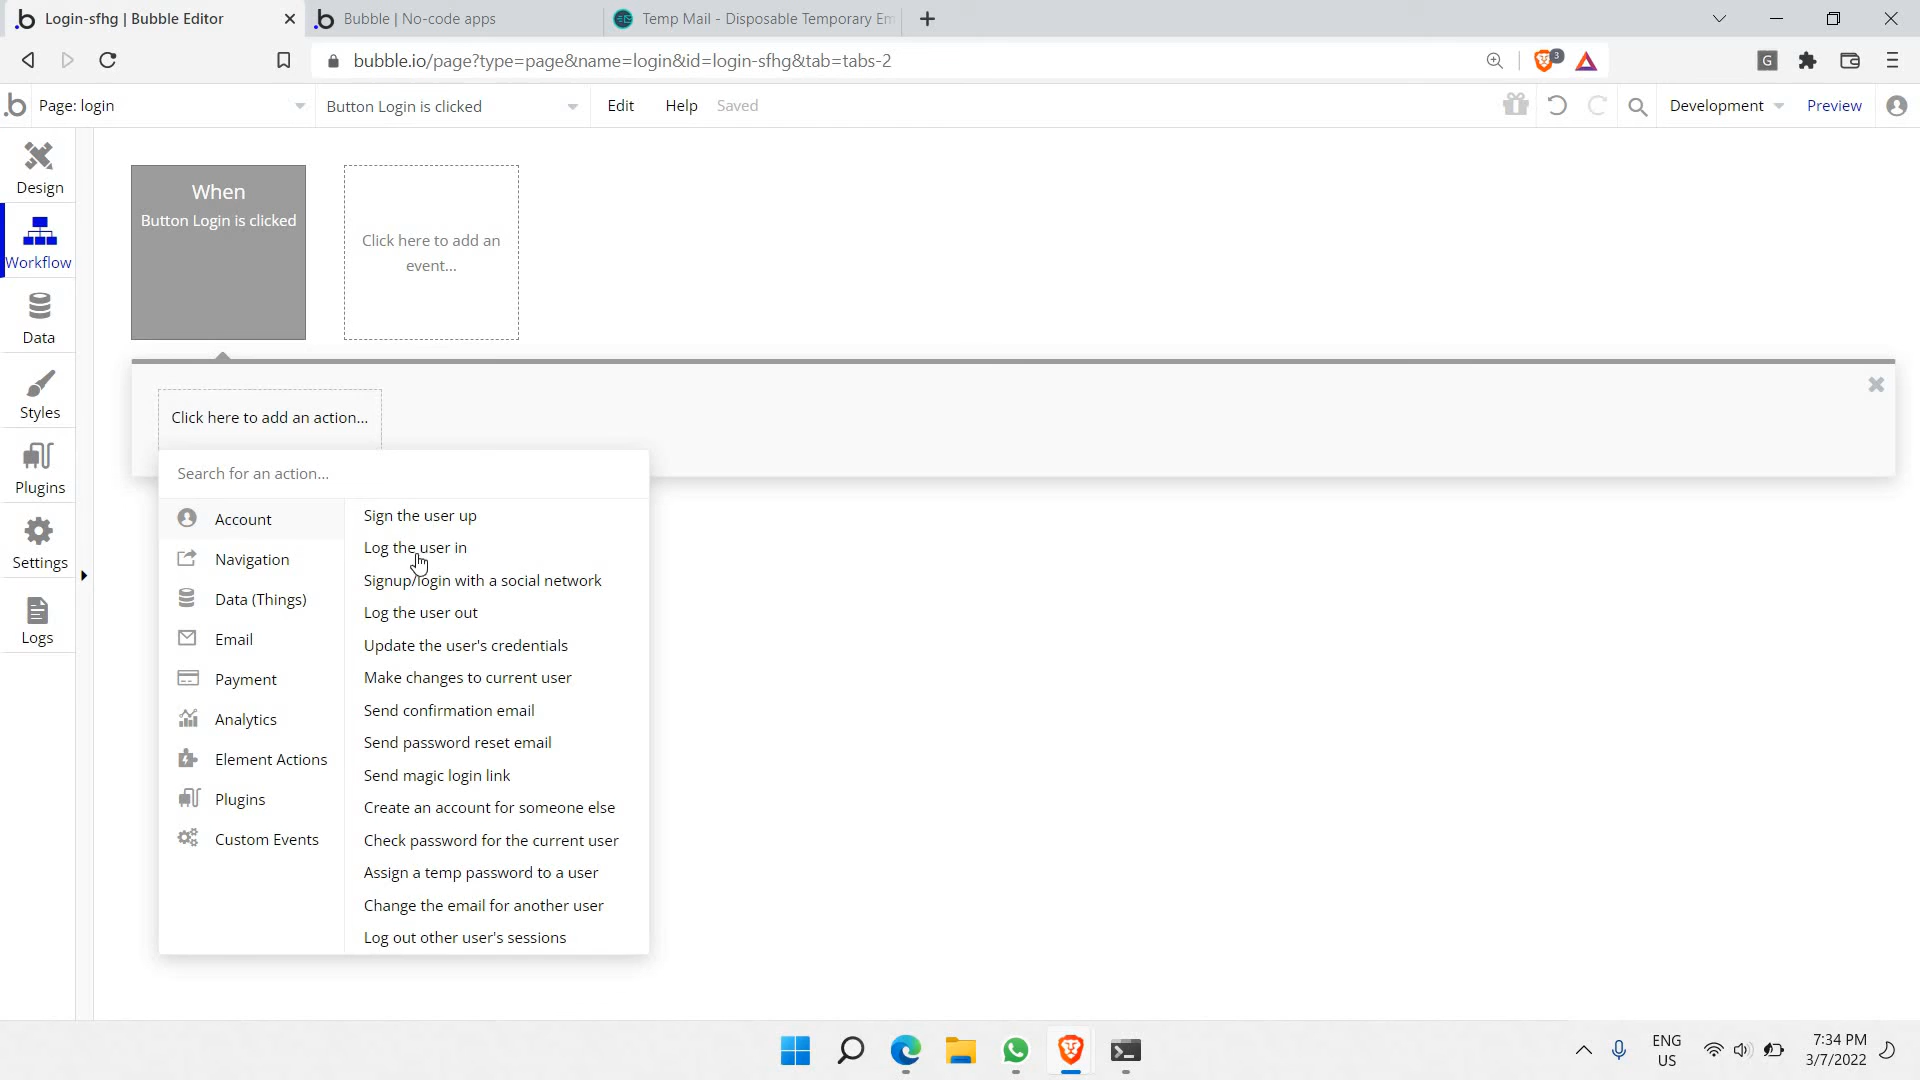 Login-sfhg | Bubble Editor
Bubble | No-code apps
Temp Mail - Disposable Temporary Em
bubble.io/page?type=page&name=login&id=login-sfhg&tab=tabs-2
3
G
Page: login
Button Login is clicked
Edit
Help
Saved
Development
Preview
Design
Workflow
Data
Styles
Plugins
Settings
Logs
When
Button Login is clicked
Click here to add an
event...
Click here to add an action...
Search for an action...
Account
Navigation
Data (Things)
Email
Payment
Analytics
Element Actions
Plugins
Custom Events
Sign the user up
Log the user in
Signup/login with a social network
Log the user out
Update the user's credentials
Make changes to current user
Send confirmation email
Send password reset email
Send magic login link
Create an account for someone else
Check password for the current user
Assign a temp password to a user
Change the email for another user
Log out other user's sessions
ENG
US
7:34 PM
3/7/2022